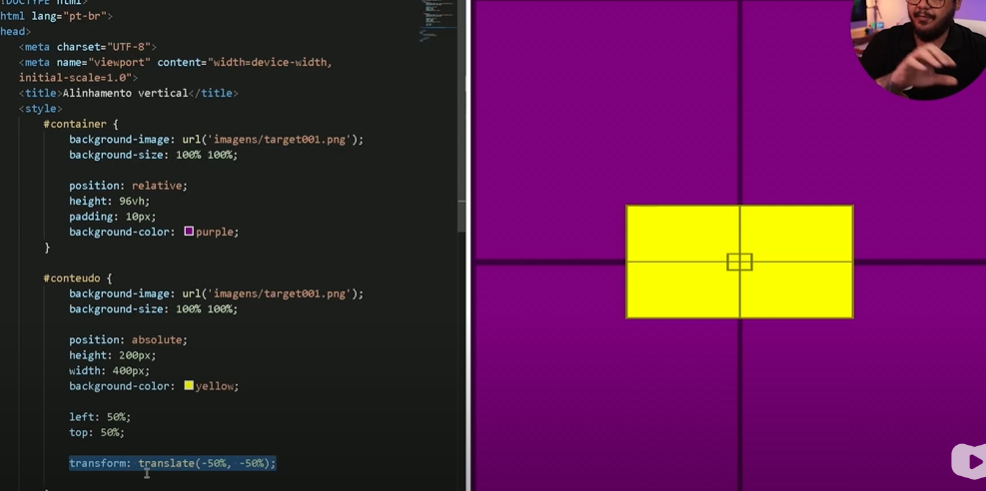 <!DOCTYPE html>
html lang="pt-br">
head>
<meta charset="UTF-8">
<meta name="viewport" content="width=device-width,
initial-scale=1.0">
<title>Alinhamento vertical</title>
<style>
#container {
background-image: url('imagens/target001.png');
background-size: 100% 100%;
position: relative;
height: 96vh;
padding: 10px;
background-color: purple;
}
#conteudo {
background-image: url('imagens/target001.png');
background-size: 100% 100%;
position: absolute;
height: 200px;
width: 400px;
background-color: yellow;
left: 50%;
top: 50%;
transform: translate(-50%, -50%);